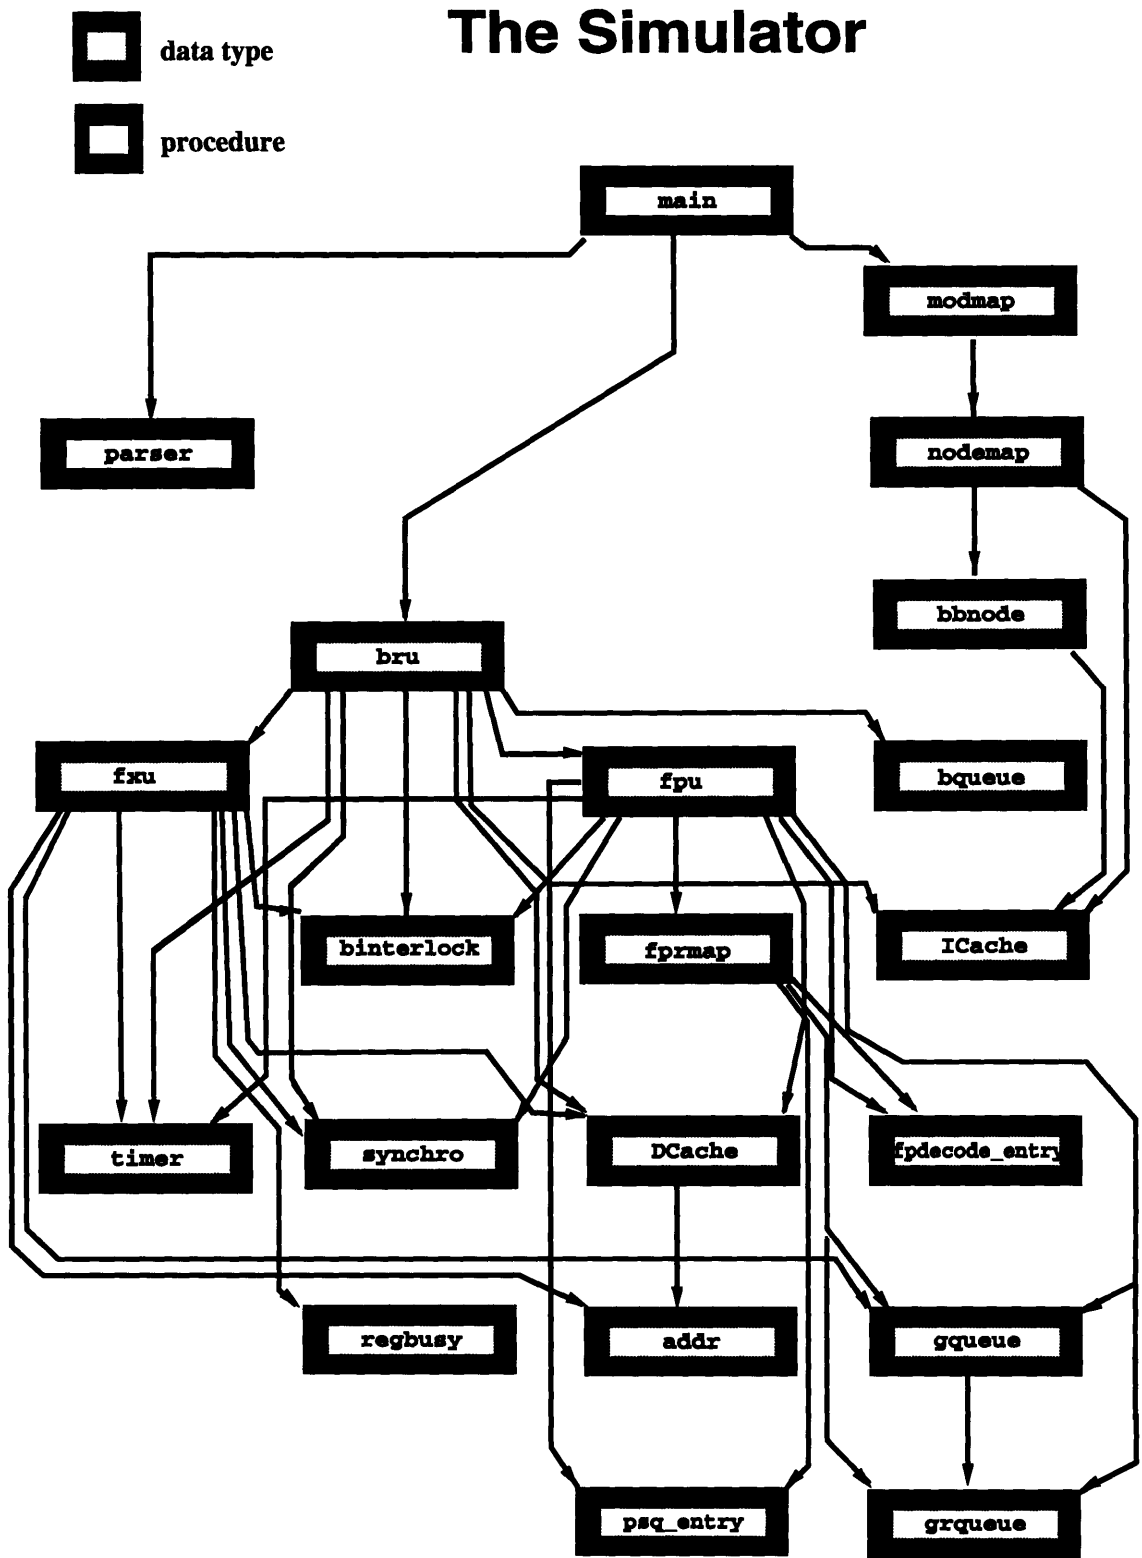 The Simulator
data type
procedure
main
modmap
parser
nodemap
bbnode
bru
fxu
fpu
bqueue
binterlock
fprmap
ICache
timer
synchro
DCache
fpdecode_entry
regbusy
addr
gqueue
psq_entry
grqueue